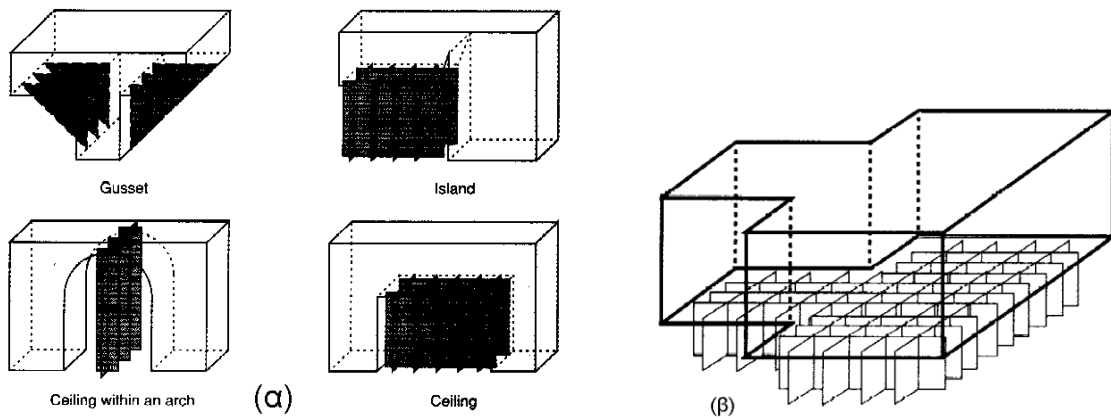 Gusset
Island
Ceiling within an arch
(α)
Ceiling
(β)